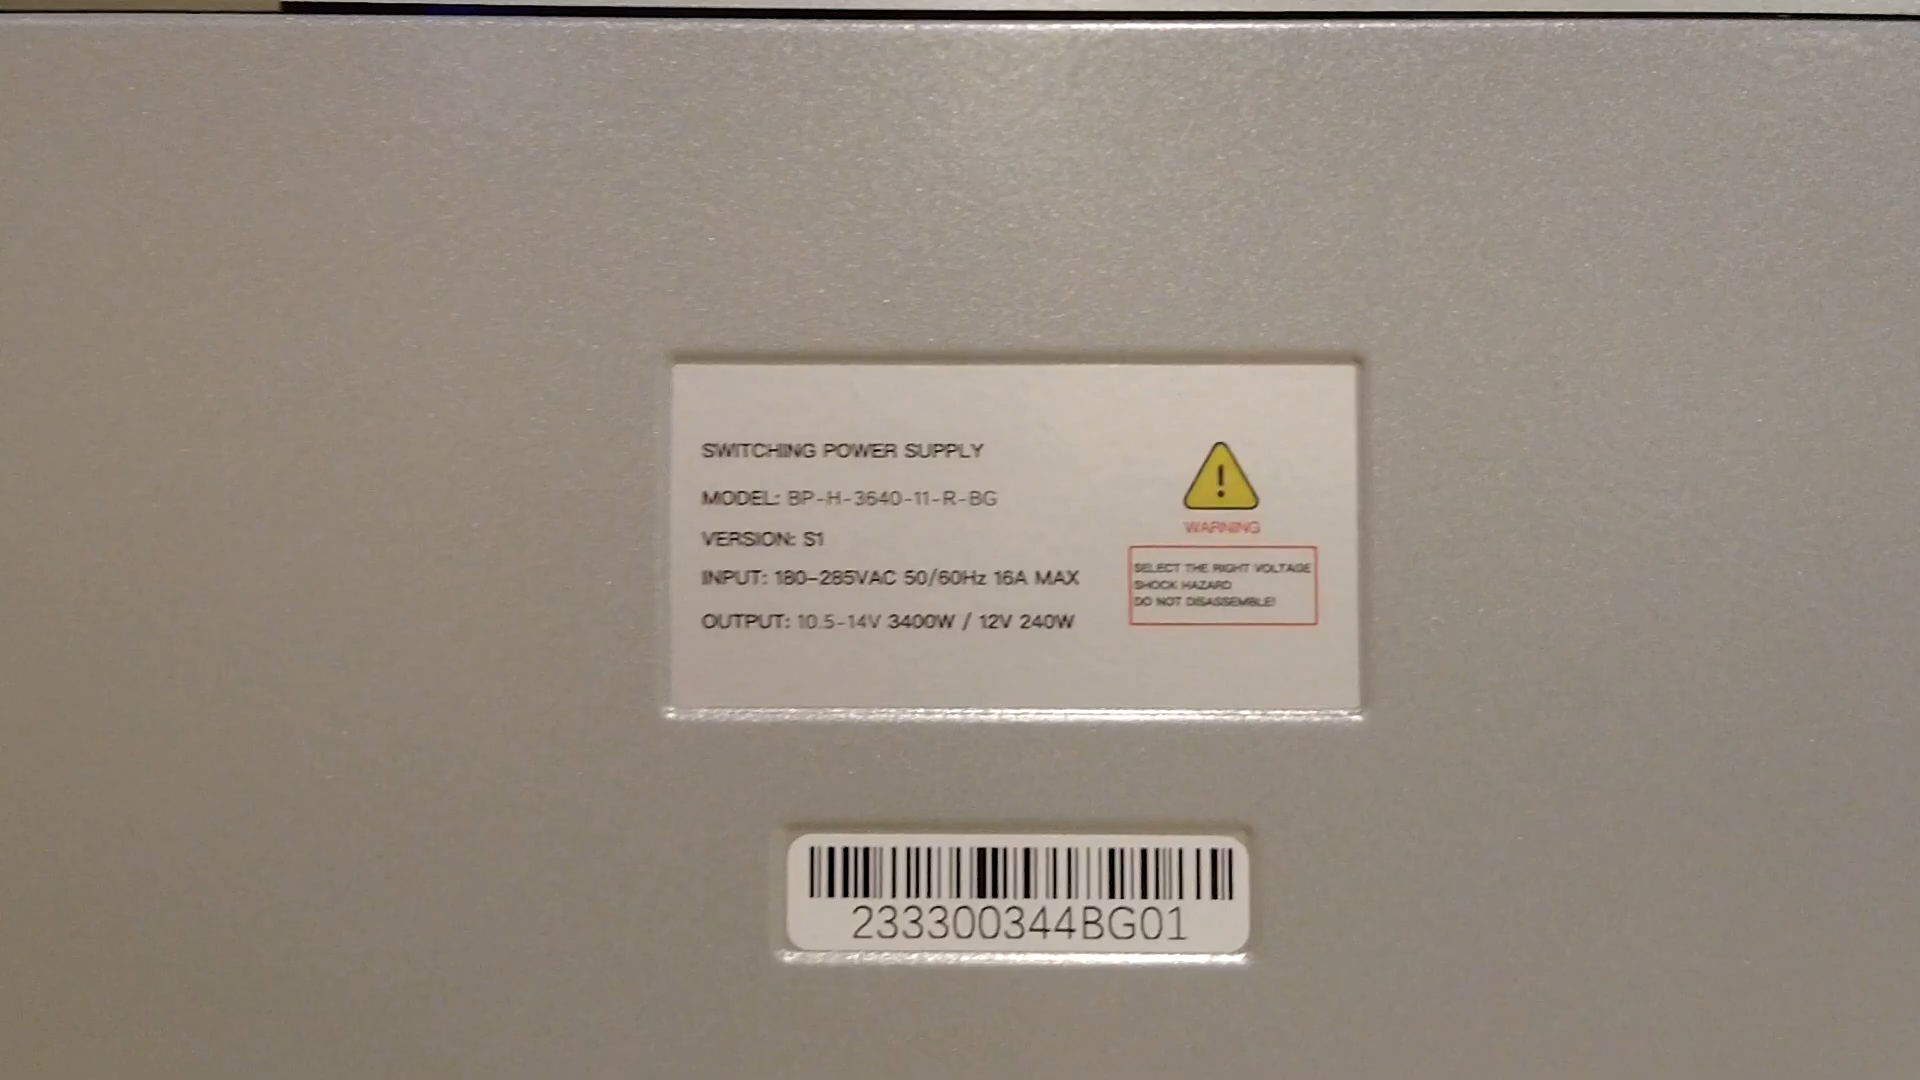 SWITCHING POWER SUPPLY
MODEL: BP-H-3640-11-R-BG
VERSION: S1
INPUT: 180-285VAC 50/60Hz 16A MAX
OUTPUT: 10.5-14V 3400W / 12V 240W
WARNING
SELECT THE RIGHT VOLTAGE
SHOCK HAZARD
DO NOT DISASSEMBLE!
233300344BG01